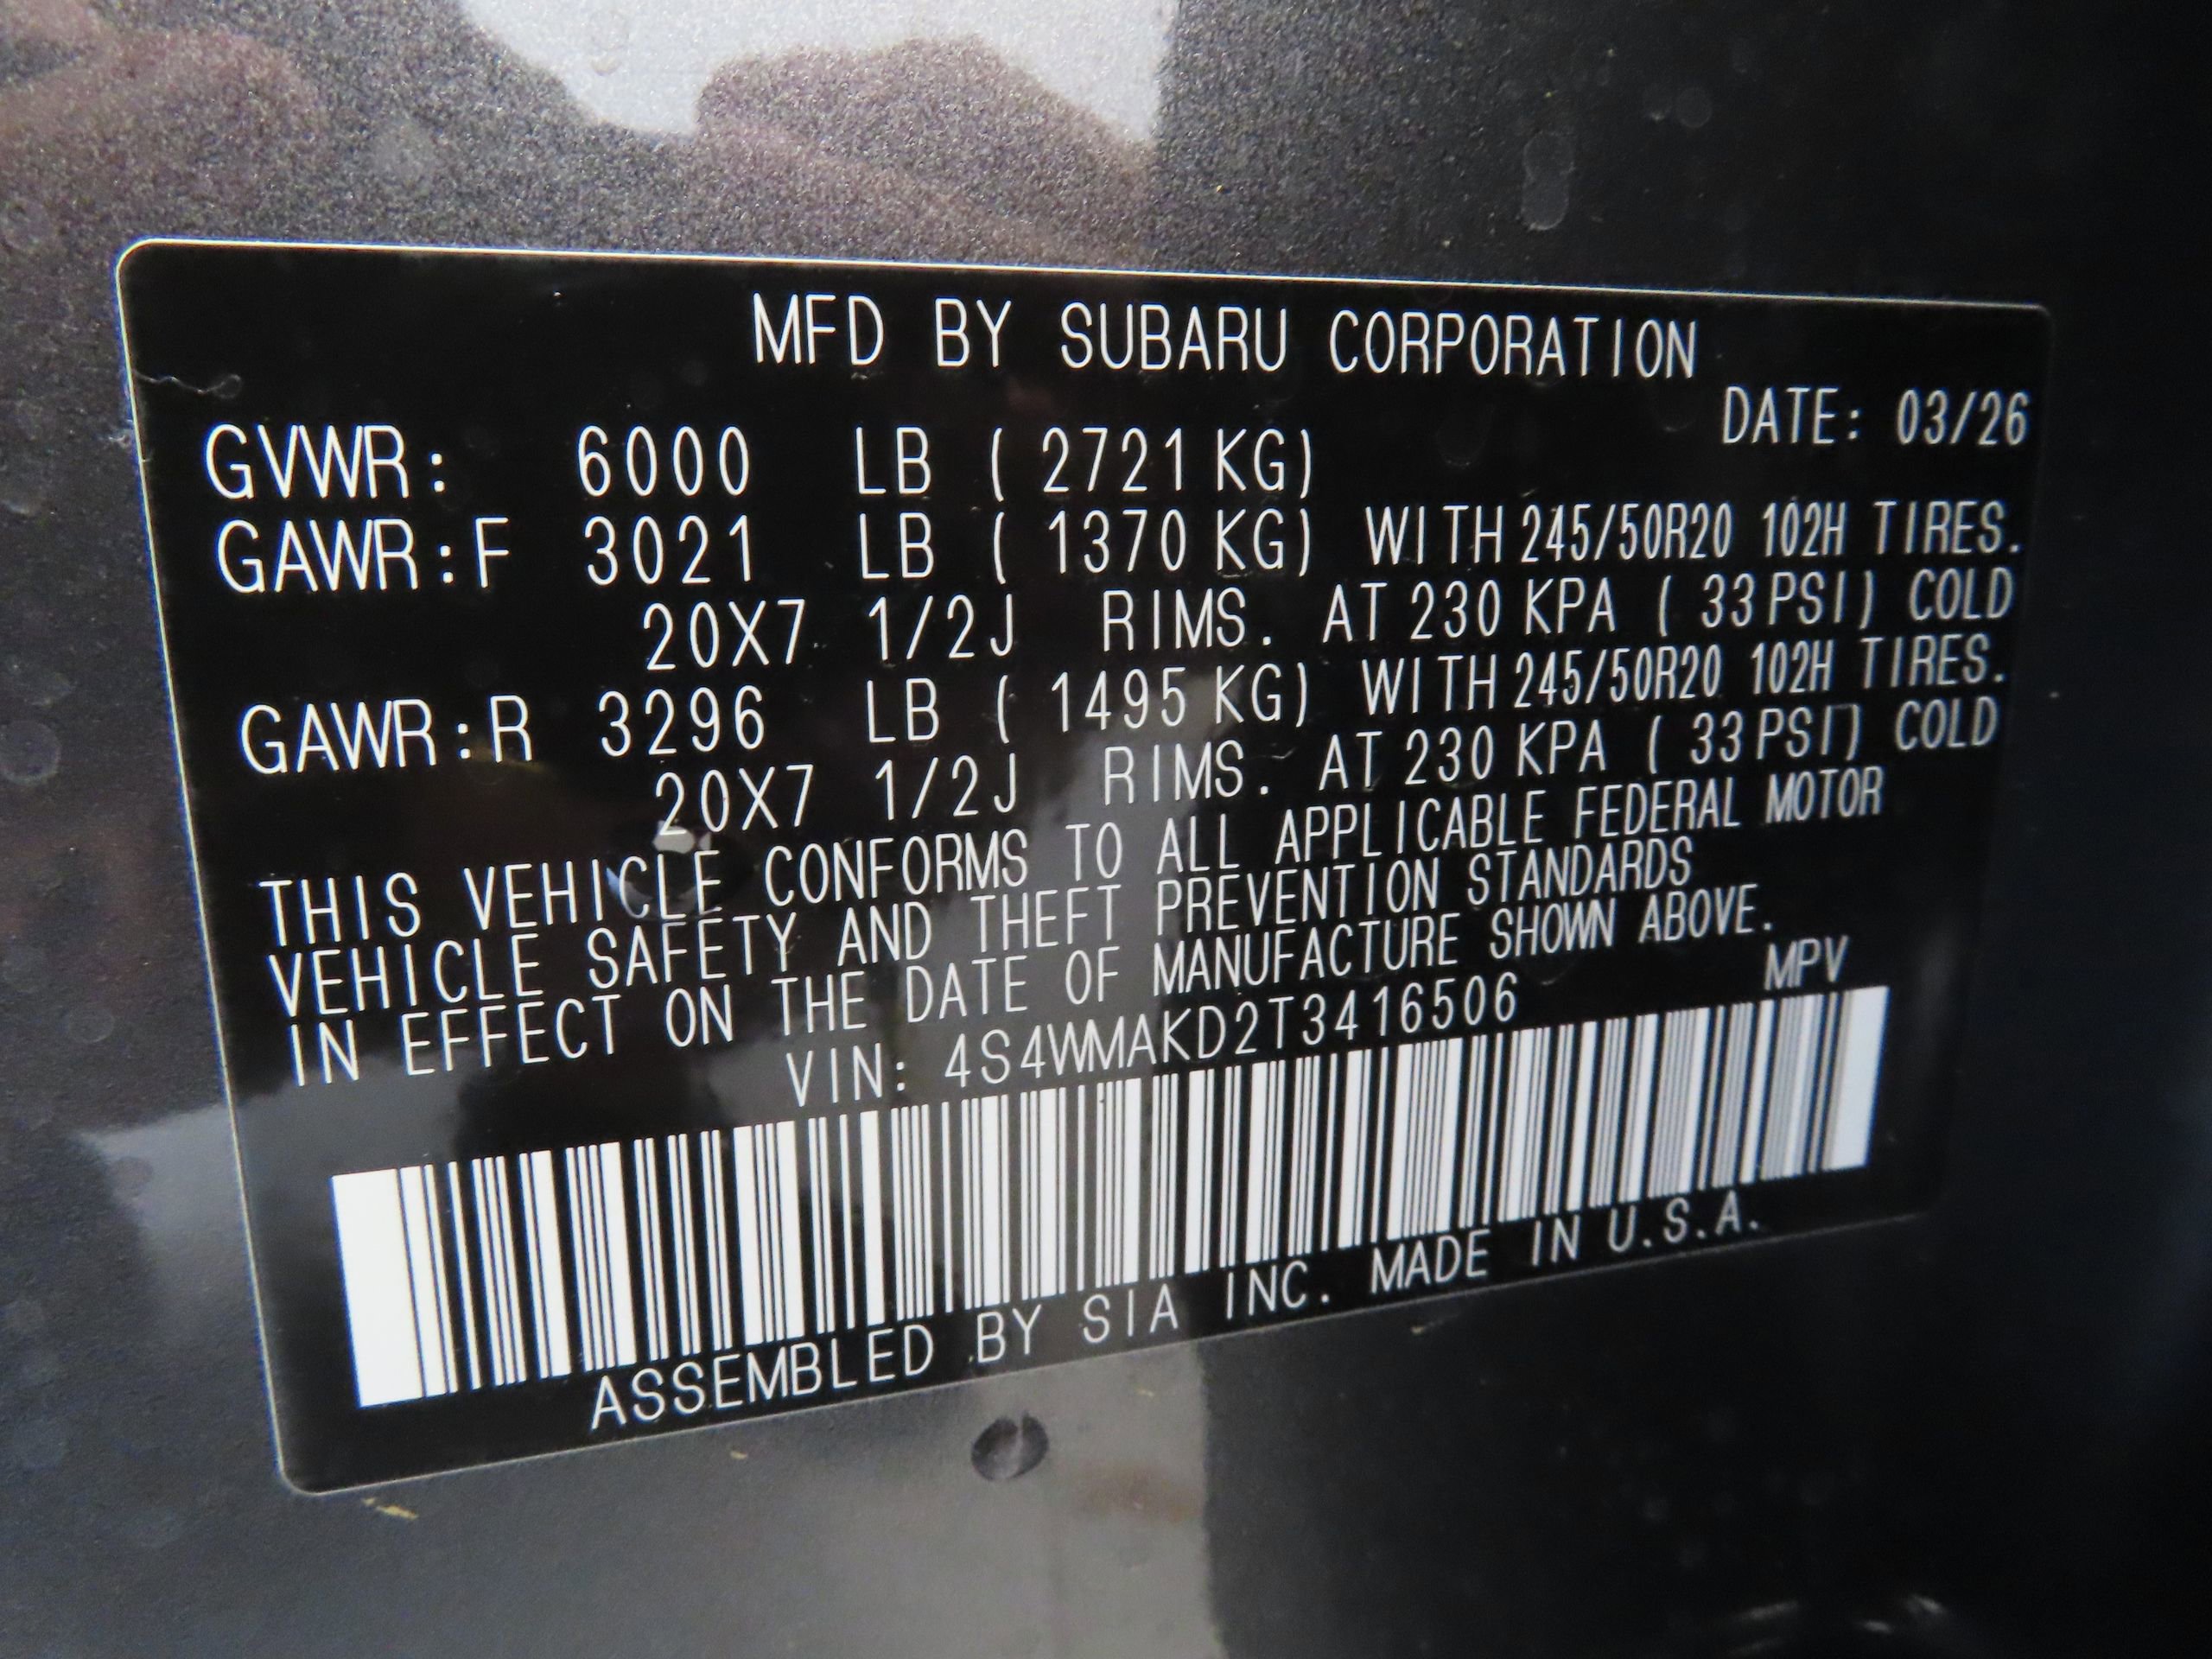 MFD BY SUBARU CORPORATION
DATE: 03/26
GVWR: 6000 LB ( 2721 KG)
GAWR:F 3021 LB ( 1370 KG) WITH 245/50R20 102H TIRES.
20X7 1/2J RIMS. AT 230 KPA ( 33 PSI) COLD
GAWR:R 3296 LB ( 1495 KG) WITH 245/50R20 102H TIRES.
20X7 1/2J RIMS. AT 230 KPA ( 33 PSI) COLD
THIS VEHICLE CONFORMS TO ALL APPLICABLE FEDERAL MOTOR
VEHICLE SAFETY AND THEFT PREVENTION STANDARDS
IN EFFECT ON THE DATE OF MANUFACTURE SHOWN ABOVE.
VIN: 4S4WMAKD2T3416506 MPV
ASSEMBLED BY SIA INC. MADE IN U.S.A.